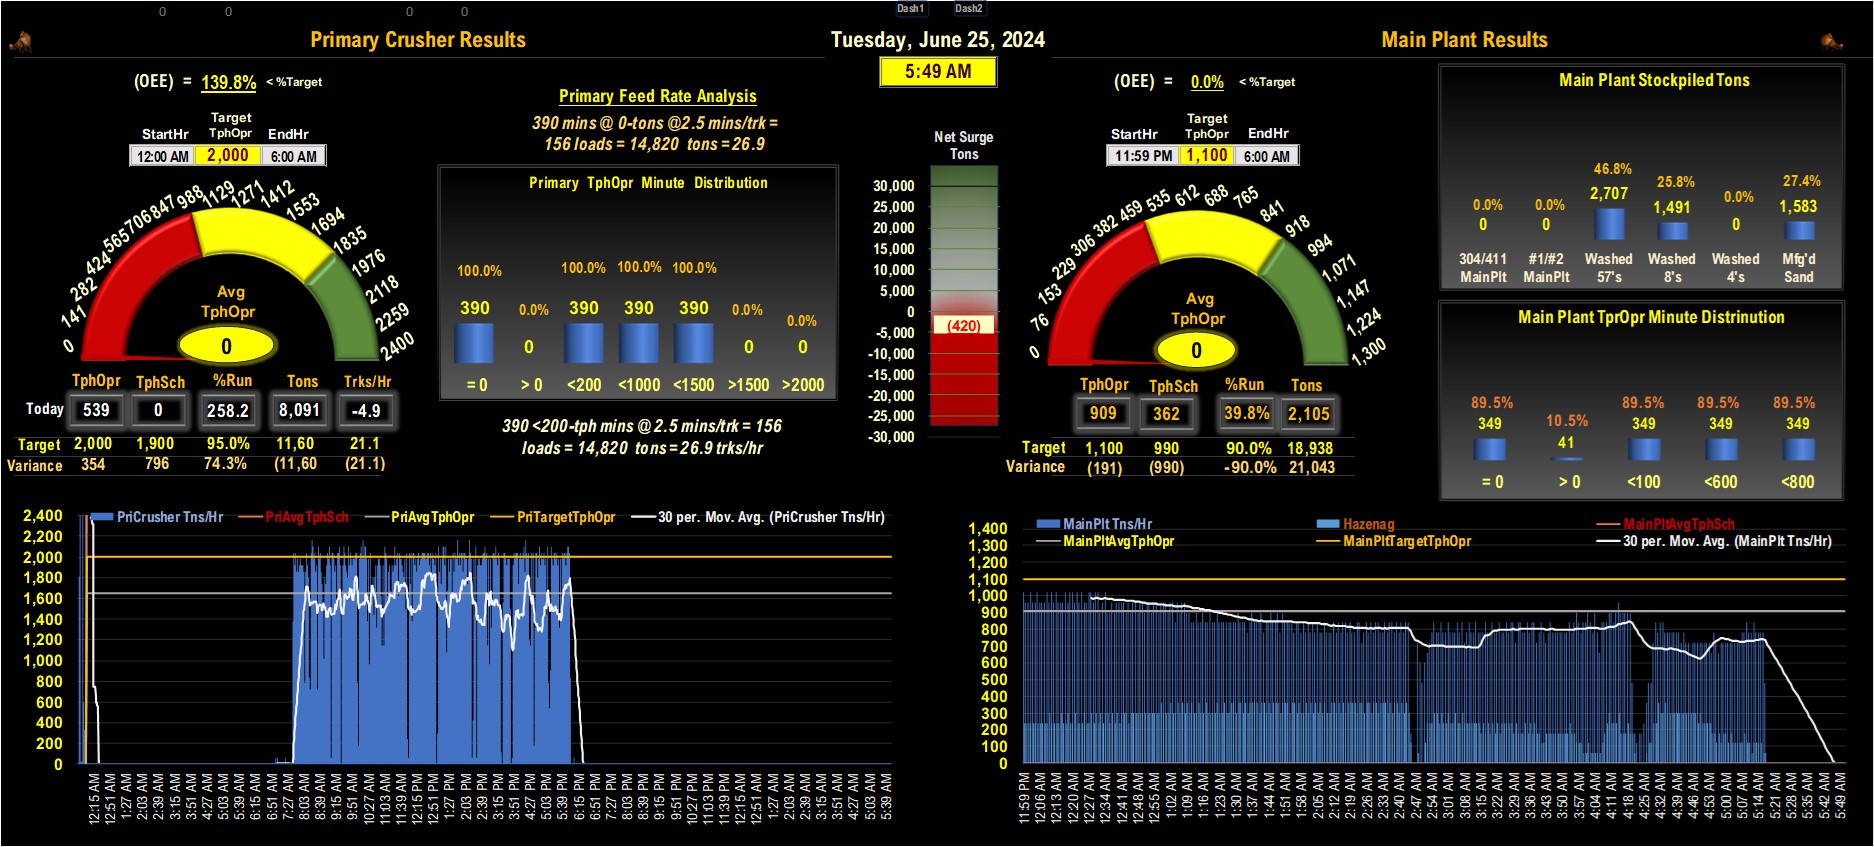 0 0 0 0
Dash1 Dash2
Primary Crusher Results
Tuesday, June 25, 2024
Main Plant Results
5:49 AM
(OEE) = 139.8% < %Target
StartHr Target TphOpr EndHr
12:00 AM 2,000 6:00 AM
0 141 282 424 565 706 847 988 1129 1271 1412 1553 1694 1835 1976 2118 2259 2400
Avg
TphOpr
0
TphOpr TphSch %Run Tons Trks/Hr
Today 539 0 258.2 8,091 -4.9
Target 2,000 1,900 95.0% 11,60 21.1
Variance 354 796 74.3% (11,60 (21.1)
Primary Feed Rate Analysis
390 mins @ 0-tons @2.5 mins/trk =
156 loads = 14,820 tons = 26.9
Primary TphOpr Minute Distribution
100.0% 0.0% 100.0% 100.0% 100.0% 0.0% 0.0%
390 0 390 390 390 0 0
= 0 > 0 <200 <1000 <1500 >1500 >2000
390 <200-tph mins @ 2.5 mins/trk = 156
loads = 14,820 tons = 26.9 trks/hr
Net Surge
Tons
30,000
25,000
20,000
15,000
10,000
5,000
0
(420)
-5,000
-10,000
-15,000
-20,000
-25,000
-30,000
(OEE) = 0.0% < %Target
StartHr Target TphOpr EndHr
11:59 PM 1,100 6:00 AM
0 76 153 229 306 382 459 535 612 688 765 841 918 994 1,071 1,147 1,224 1,300
Avg
TphOpr
0
TphOpr TphSch %Run Tons
909 362 39.8% 2,105
Target 1,100 990 90.0% 18,938
Variance (191) (990) -90.0% 21,043
Main Plant Stockpiled Tons
0.0% 0.0% 46.8% 25.8% 0.0% 27.4%
0 0 2,707 1,491 0 1,583
304/411 #1/#2 Washed Washed Washed Mfg'd
MainPlt MainPlt 57's 8's 4's Sand
Main Plant TprOpr Minute Distrinution
89.5% 10.5% 89.5% 89.5% 89.5%
349 41 349 349 349
= 0 > 0 <100 <600 <800
PriCrusher Tns/Hr PriAvgTphSch PriAvgTphOpr PriTargetTphOpr 30 per. Mov. Avg. (PriCrusher Tns/Hr)
2,400
2,200
2,000
1,800
1,600
1,400
1,200
1,000
800
600
400
200
0
12:15 AM 12:51 AM 1:27 AM 2:03 AM 2:39 AM 3:15 AM 3:51 AM 4:27 AM 5:03 AM 5:39 AM 6:15 AM 6:51 AM 7:27 AM 8:03 AM 8:39 AM 9:15 AM 9:51 AM 10:27 AM 11:03 AM 11:39 AM 12:15 PM 12:51 PM 1:27 PM 2:03 PM 2:39 PM 3:15 PM 3:51 PM 4:27 PM 5:03 PM 5:39 PM 6:15 PM 6:51 PM 7:27 PM 8:03 PM 8:39 PM 9:15 PM 9:51 PM 10:27 PM 11:03 PM 11:39 PM 12:15 AM 12:51 AM 1:27 AM 2:03 AM 2:39 AM 3:15 AM 3:51 AM 4:27 AM 5:03 AM 5:39 AM
MainPlt Tns/Hr Hazenag MainPltAvgTphSch
MainPltAvgTphOpr MainPltTargetTphOpr 30 per. Mov. Avg. (MainPlt Tns/Hr)
1,400
1,300
1,200
1,100
1,000
900
800
700
600
500
400
300
200
100
0
11:59 PM 12:06 AM 12:13 AM 12:20 AM 12:27 AM 12:34 AM 12:41 AM 12:48 AM 12:55 AM 1:02 AM 1:09 AM 1:16 AM 1:23 AM 1:30 AM 1:37 AM 1:44 AM 1:51 AM 1:58 AM 2:05 AM 2:12 AM 2:19 AM 2:26 AM 2:33 AM 2:40 AM 2:47 AM 2:54 AM 3:01 AM 3:08 AM 3:15 AM 3:22 AM 3:29 AM 3:36 AM 3:43 AM 3:50 AM 3:57 AM 4:04 AM 4:11 AM 4:18 AM 4:25 AM 4:32 AM 4:39 AM 4:46 AM 4:53 AM 5:00 AM 5:07 AM 5:14 AM 5:21 AM 5:28 AM 5:35 AM 5:42 AM 5:49 AM